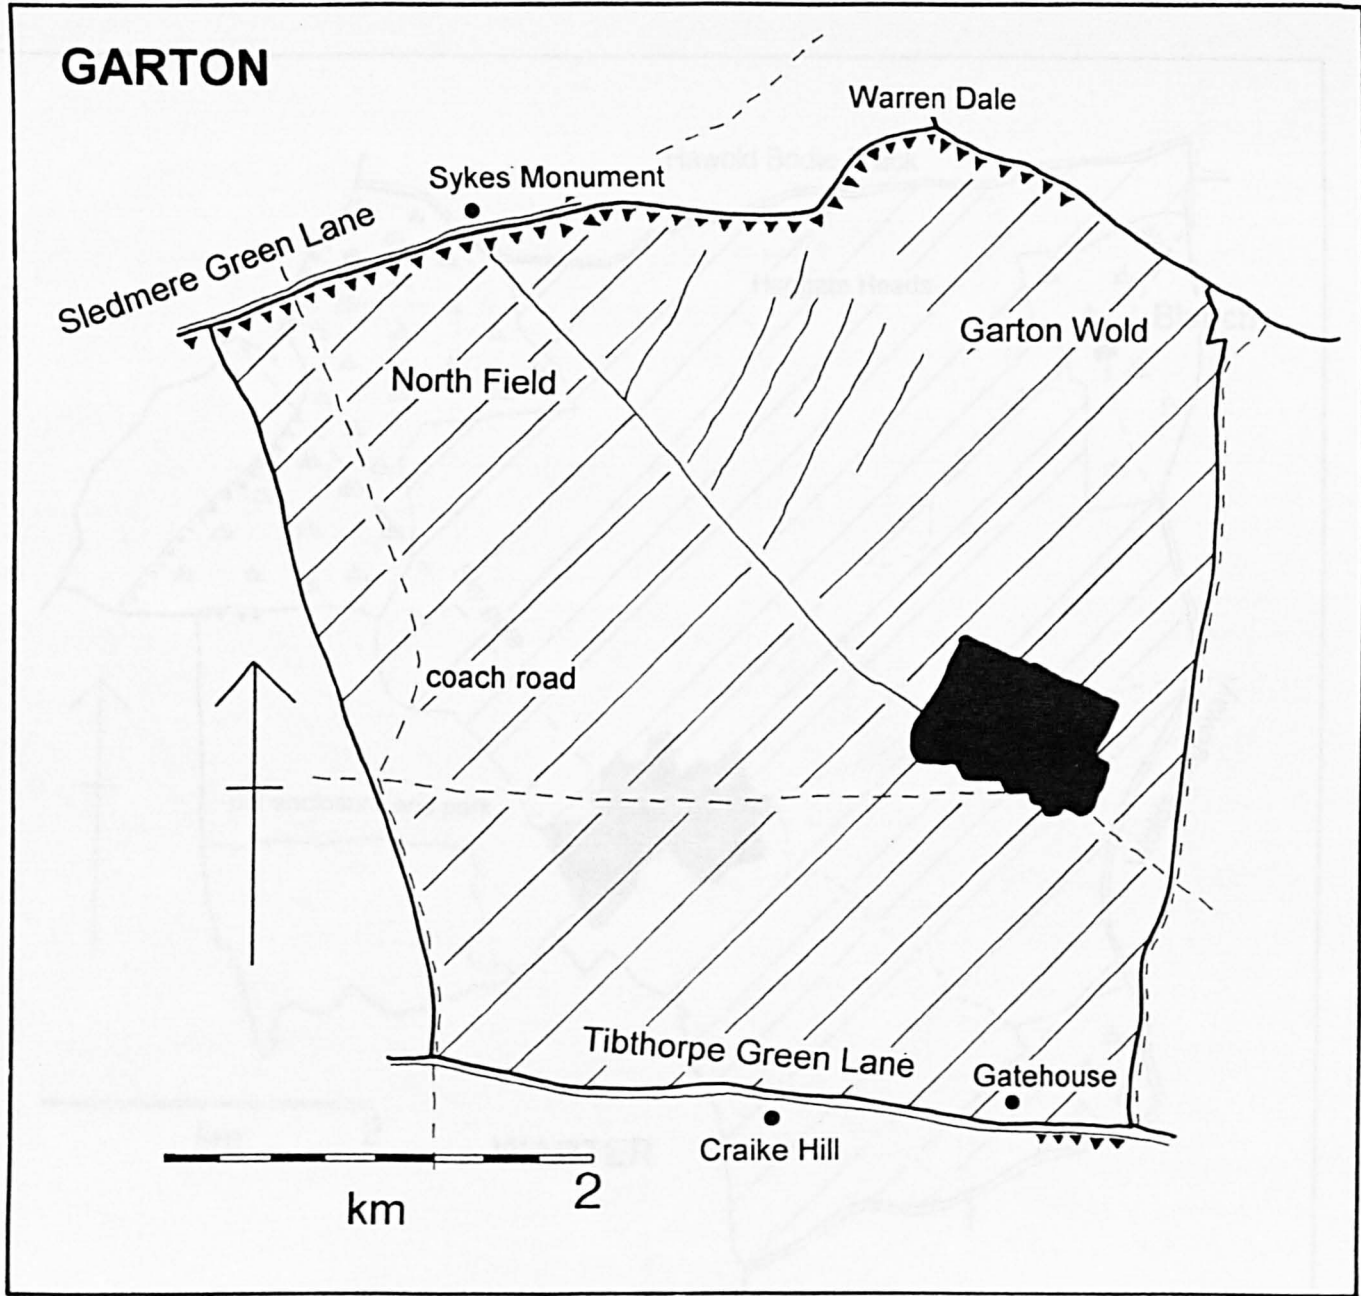 GARTON
Warren Dale
Sykes Monument
Sledmere Green Lane
Garton Wold
North Field
coach road
Tibthorpe Green Lane
Gatehouse
Craike Hill
2
km